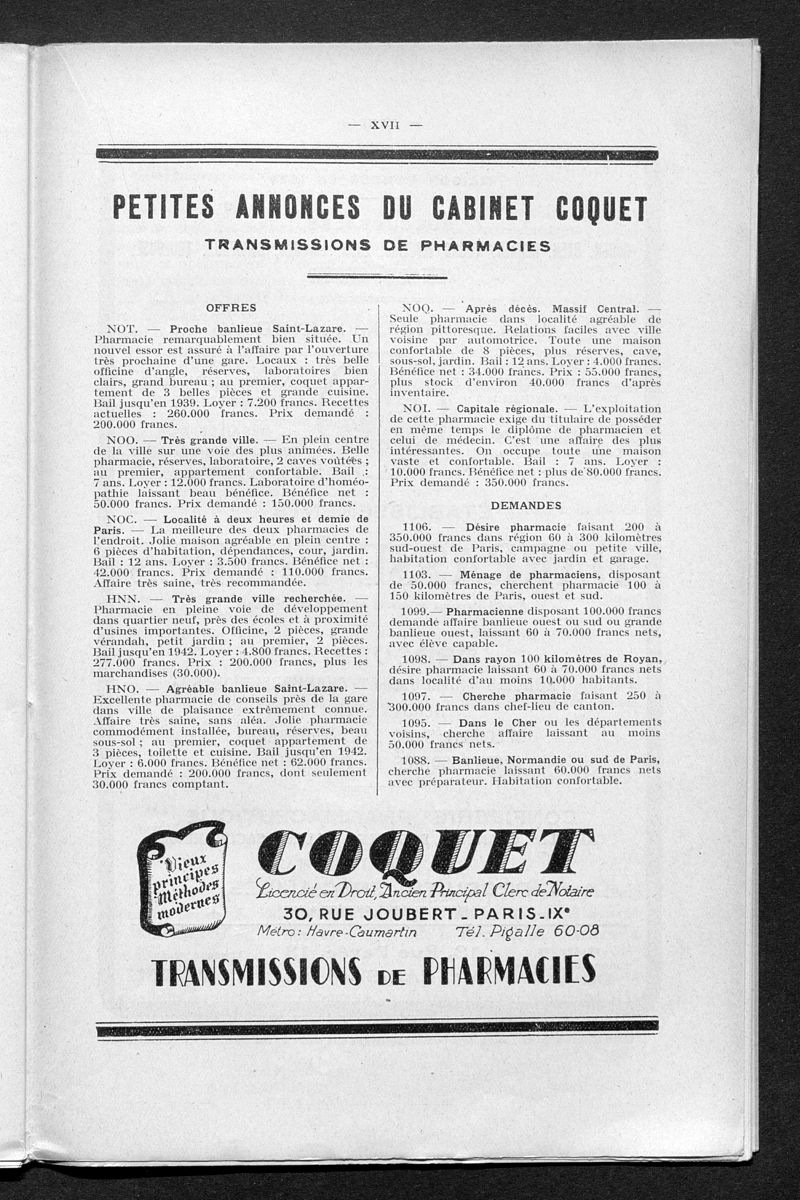 — XVII —
PETITES ANNONCES DU CABINET COQUET
TRANSMISSIONS DE PHARMACIES
OFFRES
NOT. — Proche banlieue Saint-Lazare. —
Pharmacie remarquablement bien située. Un
nouvel essor est assuré à l'affaire par l'ouverture
très prochaine d'une gare. Locaux : très belle
officine d'angle, réserves, laboratoires bien
clairs, grand bureau ; au premier, coquet appar-
tement de 3 belles pièces et grande cuisine.
Bail jusqu'en 1939. Loyer : 7.200 francs. Recettes
actuelles : 260.000 francs. Prix demandé :
200.000 francs.
NOO. — Très grande ville. — En plein centre
de la ville sur une voie des plus animées. Belle
pharmacie, réserves, laboratoire, 2 caves voûtées ;
au premier, appartement confortable. Bail :
7 ans. Loyer : 12.000 francs. Laboratoire d'homéo-
pathie laissant beau bénéfice. Bénéfice net :
50.000 francs. Prix demandé : 150.000 francs.
NOC. — Localité à deux heures et demie de
Paris. — La meilleure des deux pharmacies de
l'endroit. Jolie maison agréable en plein centre :
6 pièces d'habitation, dépendances, cour, jardin.
Bail : 12 ans. Loyer : 3.500 francs. Bénéfice net :
42.000 francs. Prix demandé : 110.000 francs.
Affaire très saine, très recommandée.
HNN. — Très grande ville recherchée. —
Pharmacie en pleine voie de développement
dans quartier neuf, près des écoles et à proximité
d'usines importantes. Officine, 2 pièces, grande
vérandah, petit jardin ; au premier, 2 pièces.
Bail jusqu'en 1942. Loyer : 4.800 francs. Recettes :
277.000 francs. Prix : 200.000 francs, plus les
marchandises (30.000).
HNO. — Agréable banlieue Saint-Lazare. —
Excellente pharmacie de conseils près de la gare
dans ville de plaisance extrêmement connue.
Affaire très saine, sans aléa. Jolie pharmacie
commodément installée, bureau, réserves, beau
sous-sol ; au premier, coquet appartement de
3 pièces, toilette et cuisine. Bail jusqu'en 1942.
Loyer : 6.000 francs. Bénéfice net : 62.000 francs.
Prix demandé : 200.000 francs, dont seulement
30.000 francs comptant.
NOQ. — Après décès. Massif Central. —
Seule pharmacie dans localité agréable de
région pittoresque. Relations faciles avec ville
voisine par automotrice. Toute une maison
confortable de 8 pièces, plus réserves, cave,
sous-sol, jardin. Bail : 12 ans. Loyer : 4.000 francs.
Bénéfice net : 34.000 francs. Prix : 55.000 francs,
plus stock d'environ 40.000 francs d'après
inventaire.
NOI. — Capitale régionale. — L'exploitation
de cette pharmacie exige du titulaire de posséder
en même temps le diplôme de pharmacien et
celui de médecin. C'est une affaire des plus
intéressantes. On occupe toute une maison
vaste et confortable. Bail : 7 ans. Loyer :
10.000 francs. Bénéfice net : plus de 80.000 francs.
Prix demandé : 350.000 francs.
DEMANDES
1106. — Désire pharmacie faisant 200 à
350.000 francs dans région 60 à 300 kilomètres
sud-ouest de Paris, campagne ou petite ville,
habitation confortable avec jardin et garage.
1103. — Ménage de pharmaciens, disposant
de 50.000 francs, cherchent pharmacie 100 à
150 kilomètres de Paris, ouest et sud.
1099.— Pharmacienne disposant 100.000 francs
demande affaire banlieue ouest ou sud ou grande
banlieue ouest, laissant 60 à 70.000 francs nets,
avec élève capable.
1098. — Dans rayon 100 kilomètres de Royan,
désire pharmacie laissant 60 à 70.000 francs nets
dans localité d'au moins 10.000 habitants.
1097. — Cherche pharmacie faisant 250 à
300.000 francs dans chef-lieu de canton.
1095. — Dans le Cher ou les départements
voisins, cherche affaire laissant au moins
50.000 francs nets.
1088. — Banlieue, Normandie ou sud de Paris,
cherche pharmacie laissant 60.000 francs nets
avec préparateur. Habitation confortable.
Vieux
principes
Méthodes
modernes
COQUET
Licencié en Droit, Ancien Principal Clerc de Notaire
30, RUE JOUBERT - PARIS-IXe
Métro : Havre-Caumartin Tél. Pigalle 60-08
TRANSMISSIONS DE PHARMACIES